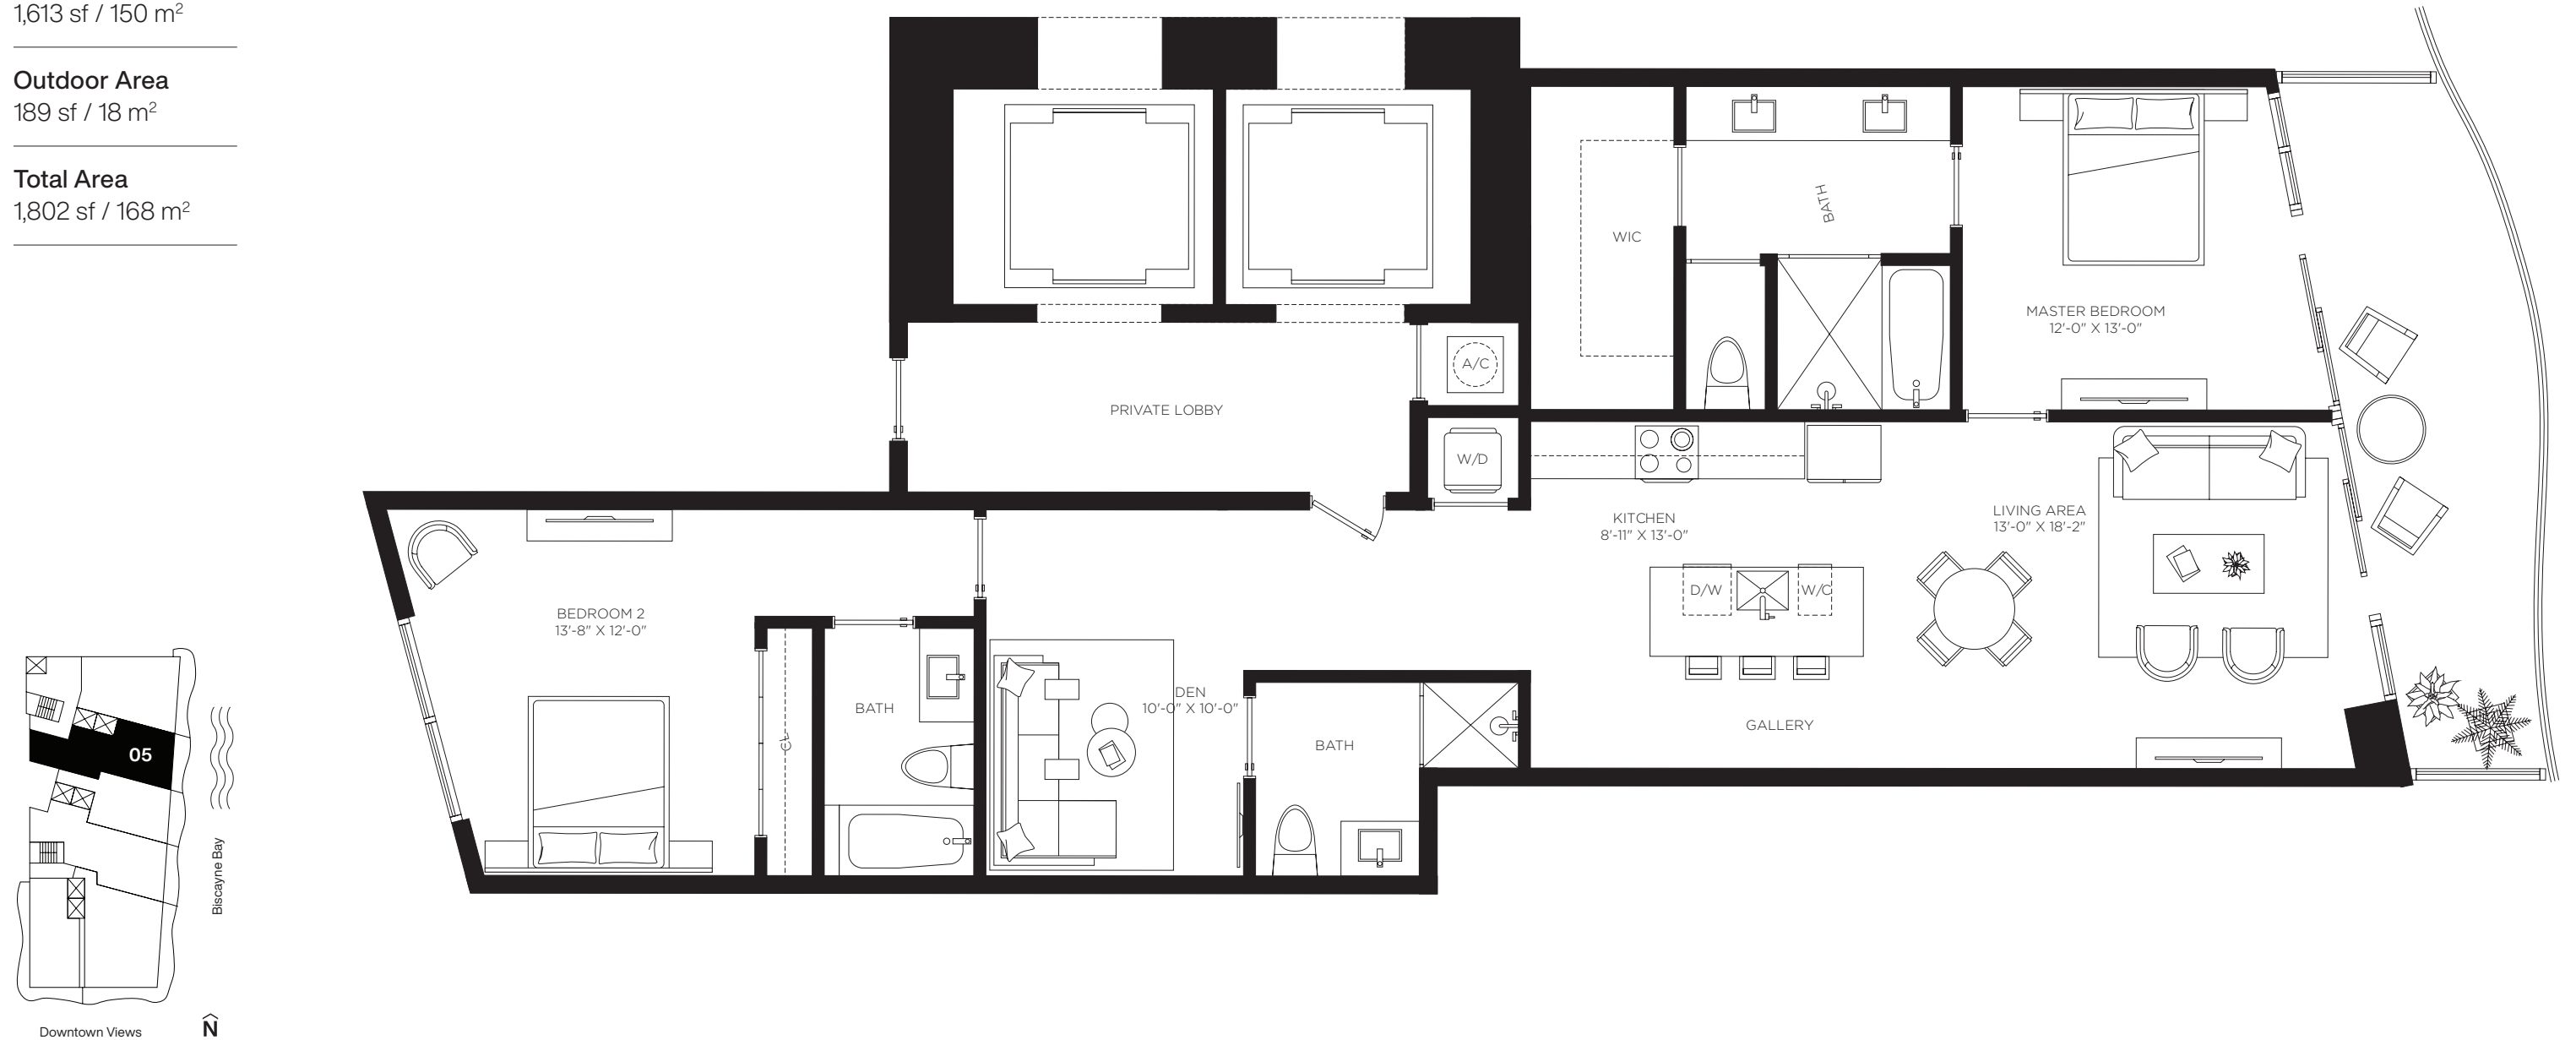 1,613 sf / 150 m²
Outdoor Area
189 sf / 18 m²
Total Area
1,802 sf / 168 m²
WIC
BATH
MASTER BEDROOM
12'-0" X 13'-0"
A/C
PRIVATE LOBBY
W/D
KITCHEN
8'-11" X 13'-0"
LIVING AREA
13'-0" X 18'-2"
D/W
W/C
BEDROOM 2
13'-8" X 12'-0"
BATH
CL
DEN
10'-0" X 10'-0"
BATH
GALLERY
05
Biscayne Bay
Downtown Views
N